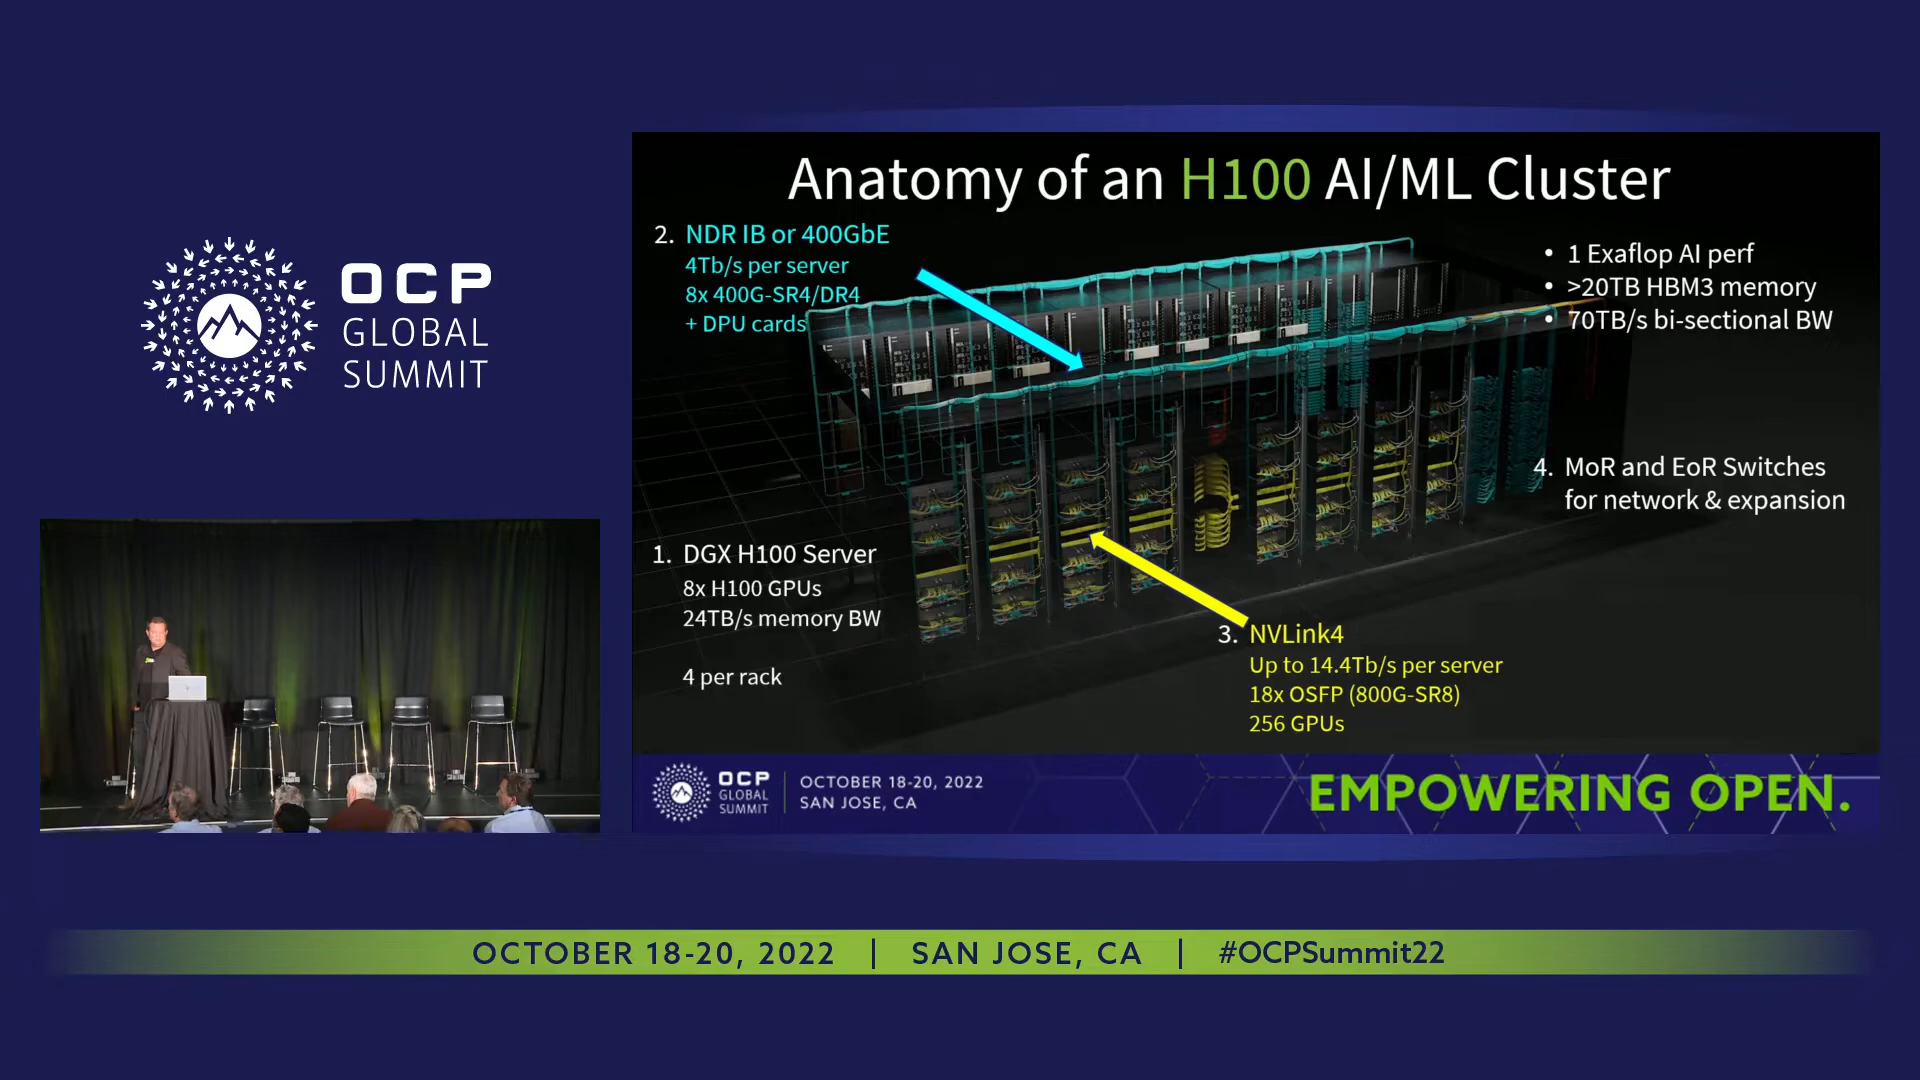 OCP
GLOBAL
SUMMIT
Anatomy of an H100 AI/ML Cluster
2. NDR IB or 400GbE
4Tb/s per server
8x 400G-SR4/DR4
+ DPU cards
• 1 Exaflop AI perf
• >20TB HBM3 memory
• 70TB/s bi-sectional BW
4. MoR and EoR Switches
for network & expansion
1. DGX H100 Server
8x H100 GPUs
24TB/s memory BW
4 per rack
3. NVLink4
Up to 14.4Tb/s per server
18x OSFP (800G-SR8)
256 GPUs
OCP
GLOBAL
SUMMIT
OCTOBER 18-20, 2022
SAN JOSE, CA
EMPOWERING OPEN.
OCTOBER 18-20, 2022 | SAN JOSE, CA | #OCPSummit22